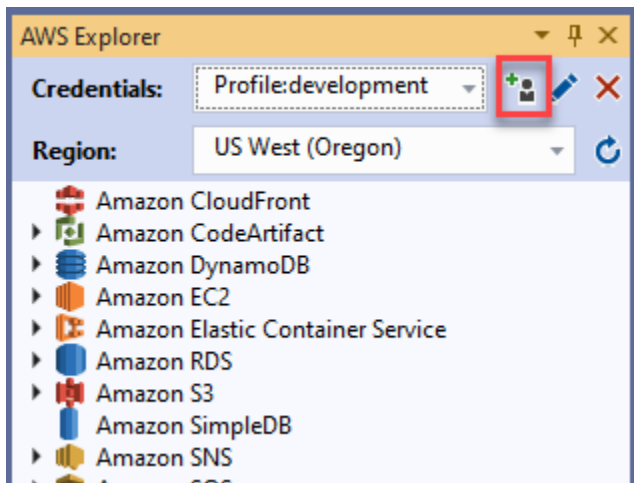 AWS Explorer
Credentials: Profile:development
Region: US West (Oregon)
Amazon CloudFront
Amazon CodeArtifact
Amazon DynamoDB
Amazon EC2
Amazon Elastic Container Service
Amazon RDS
Amazon S3
Amazon SimpleDB
Amazon SNS